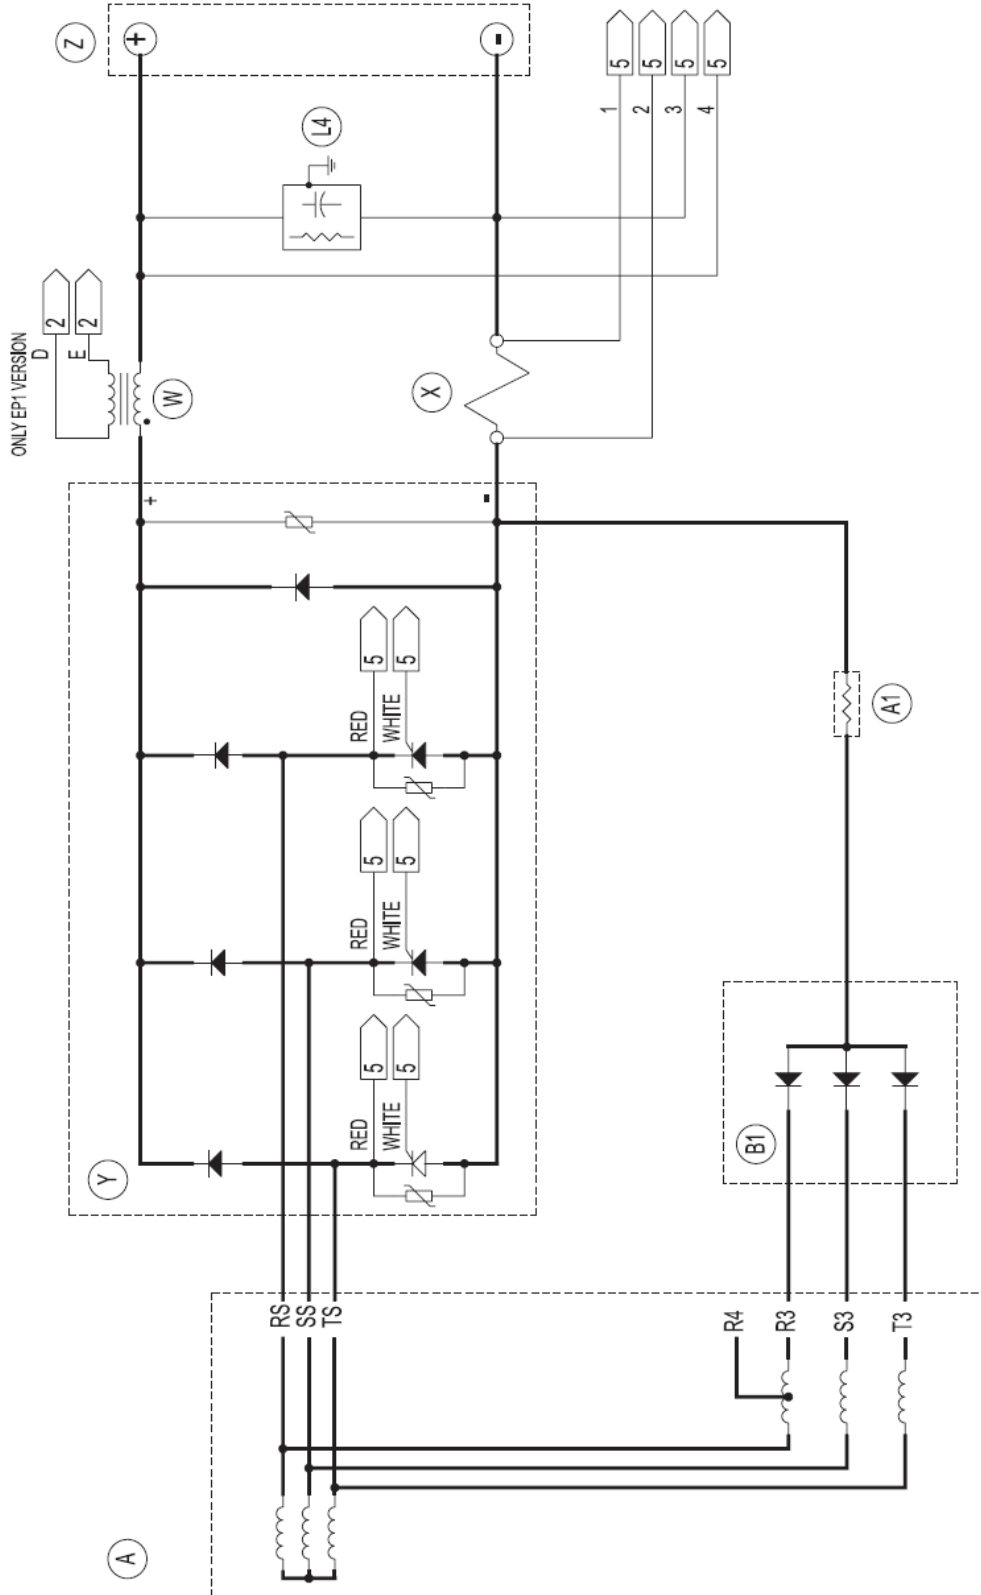 Z
+
-
L4
5
5
5
5
1
2
3
4
ONLY EP1 VERSION
D
E
2
2
W
X
+
-
RED
WHITE
5
5
RED
WHITE
5
5
RED
WHITE
5
5
Y
A1
B1
RS
SS
TS
R4
R3
S3
T3
A